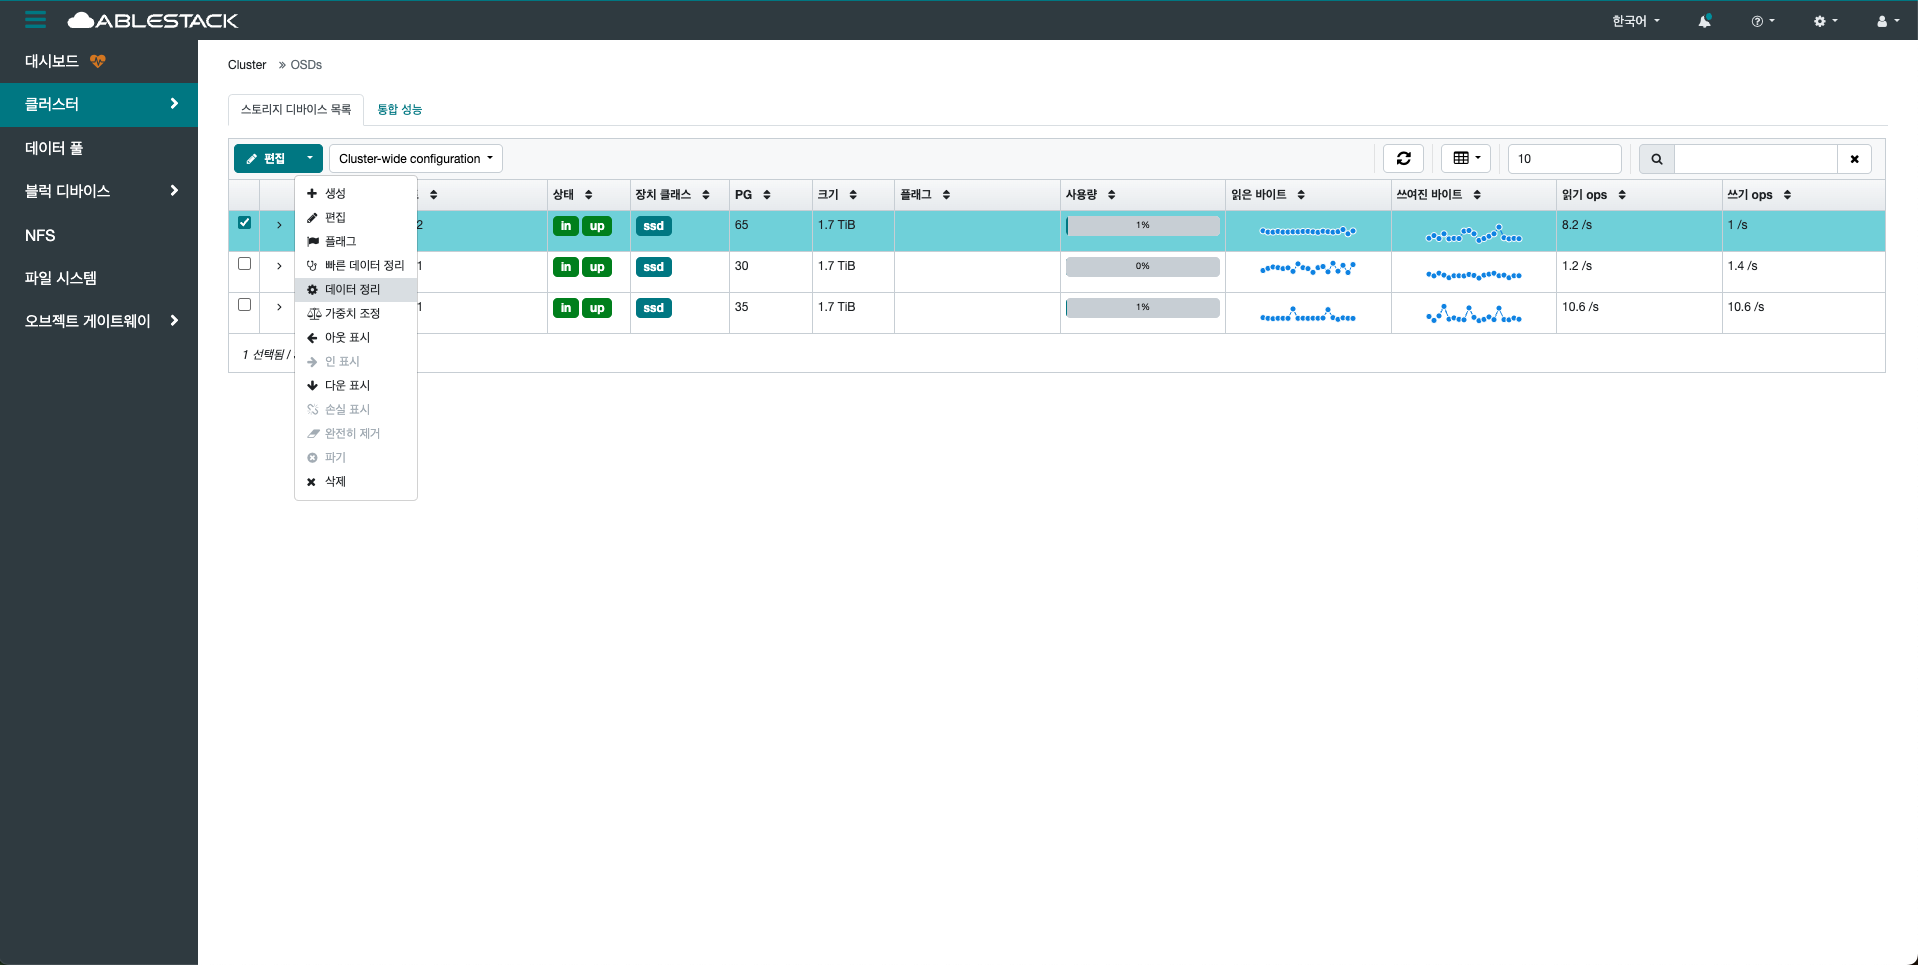 ABLESTACK
한국어
대시보드
클러스터
데이터 풀
블럭 디바이스
NFS
파일 시스템
오브젝트 게이트웨이
Cluster » OSDs
스토리지 디바이스 목록 통합 성능
편집 Cluster-wide configuration 10
상태 장치 클래스 PG 크기 플래그 사용량 읽은 바이트 쓰여진 바이트 읽기 ops 쓰기 ops
2 in up ssd 65 1.7 TiB 1% 8.2 /s 1 /s
1 in up ssd 30 1.7 TiB 0% 1.2 /s 1.4 /s
1 in up ssd 35 1.7 TiB 1% 10.6 /s 10.6 /s
1 선택됨 /
생성
편집
플래그
빠른 데이터 정리
데이터 정리
가중치 조정
아웃 표시
인 표시
다운 표시
손실 표시
완전히 제거
파기
삭제